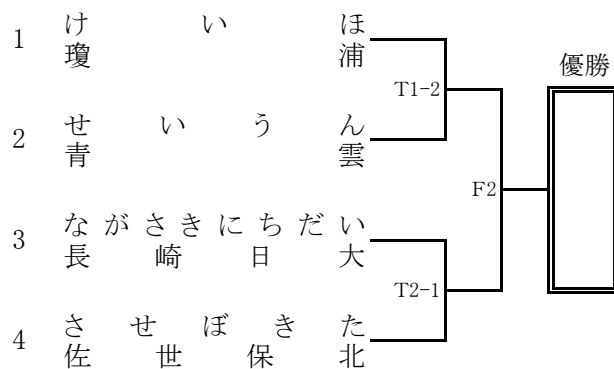 1 けいほ
瓊浦
T1-2
優勝
2 せいうん
青雲
F2
3 ながさきにちだい
長崎日大
T2-1
4 させぼきた
佐世保北